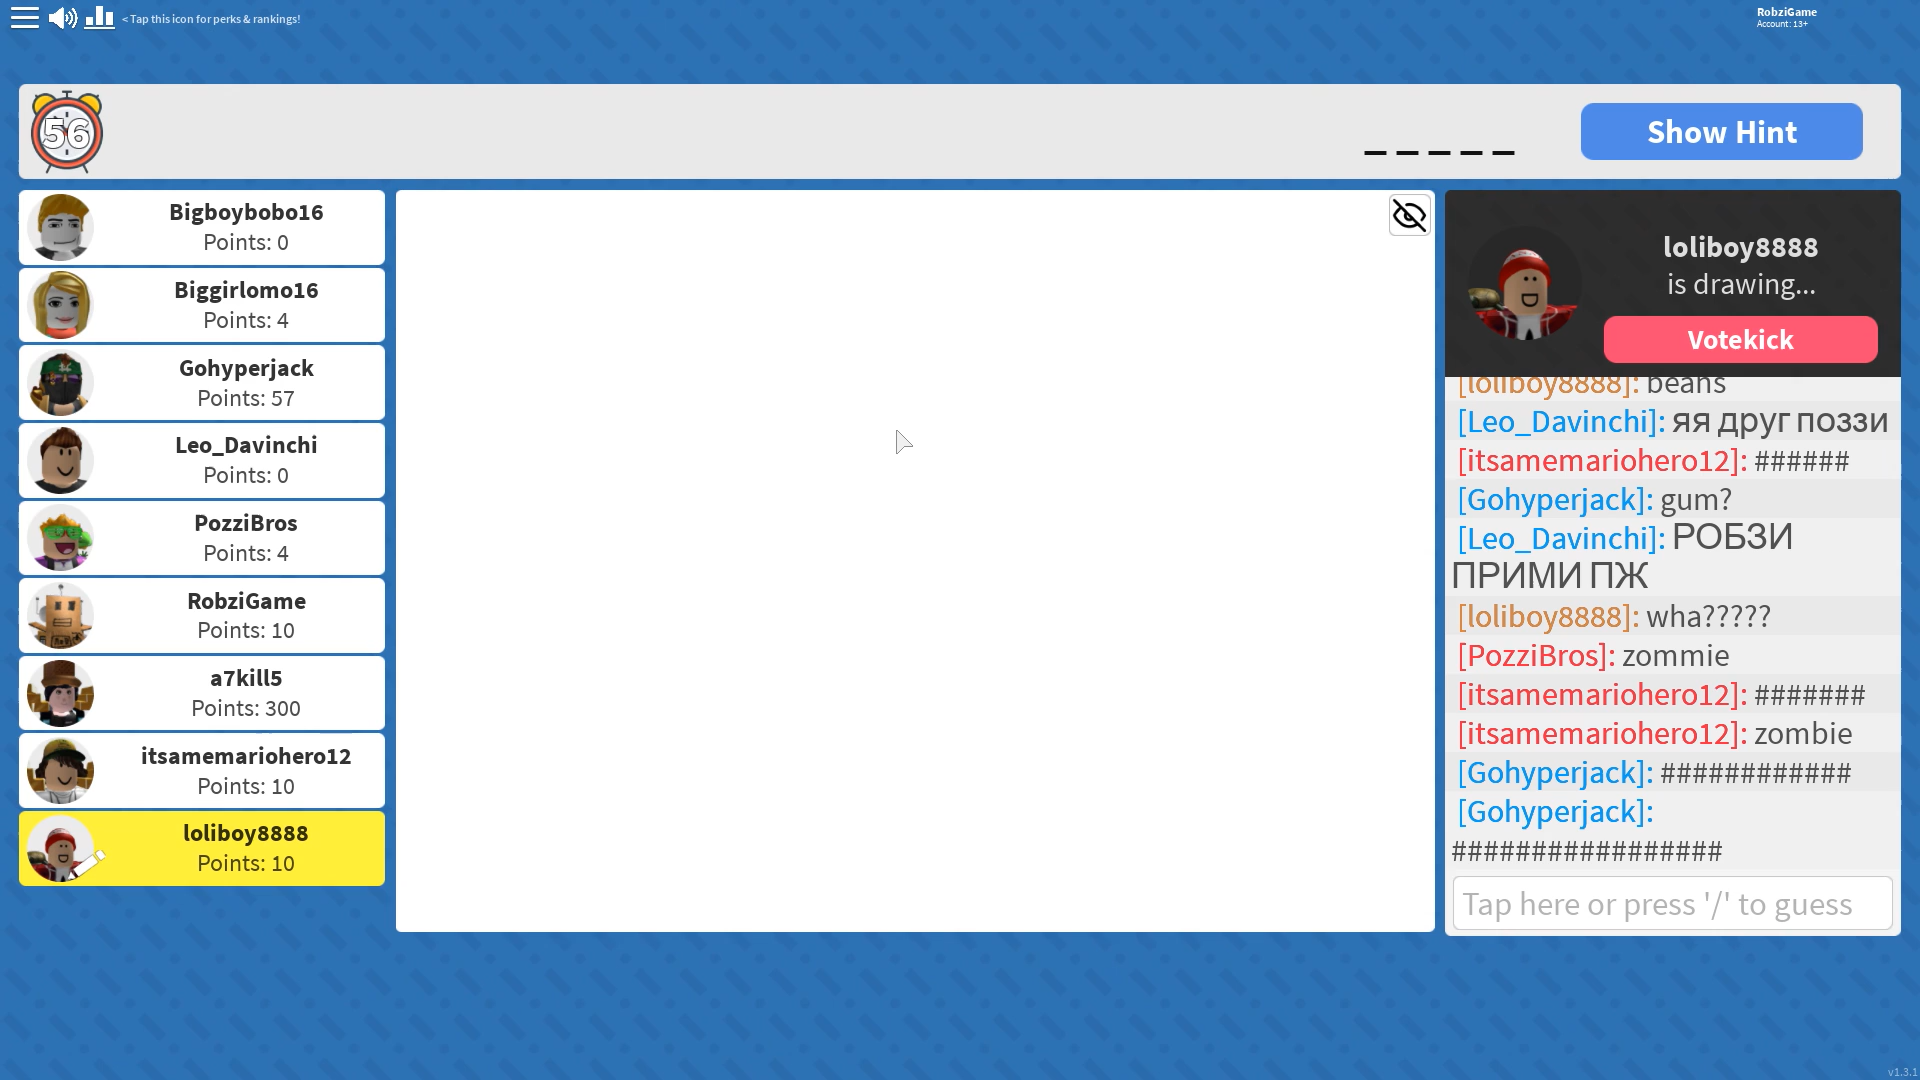 < Tap this icon for perks & rankings!
RobziGame
Account: 13+
56
_ _ _ _ _
Show Hint
Bigboybobo16
Points: 0
Biggirlomo16
Points: 4
Gohyperjack
Points: 57
Leo_Davinchi
Points: 0
PozziBros
Points: 4
RobziGame
Points: 10
a7kill5
Points: 300
itsamemariohero12
Points: 10
loliboy8888
Points: 10
loliboy8888
is drawing...
Votekick
[loliboy8888]: beans
[Leo_Davinchi]: яя друг поззи
[itsamemariohero12]: ######
[Gohyperjack]: gum?
[Leo_Davinchi]: РОБЗИ
ПРИМИ ПЖ
[loliboy8888]: wha?????
[PozziBros]: zommie
[itsamemariohero12]: #######
[itsamemariohero12]: zombie
[Gohyperjack]: ############
[Gohyperjack]:
#################
Tap here or press '/' to guess
v1.3.1